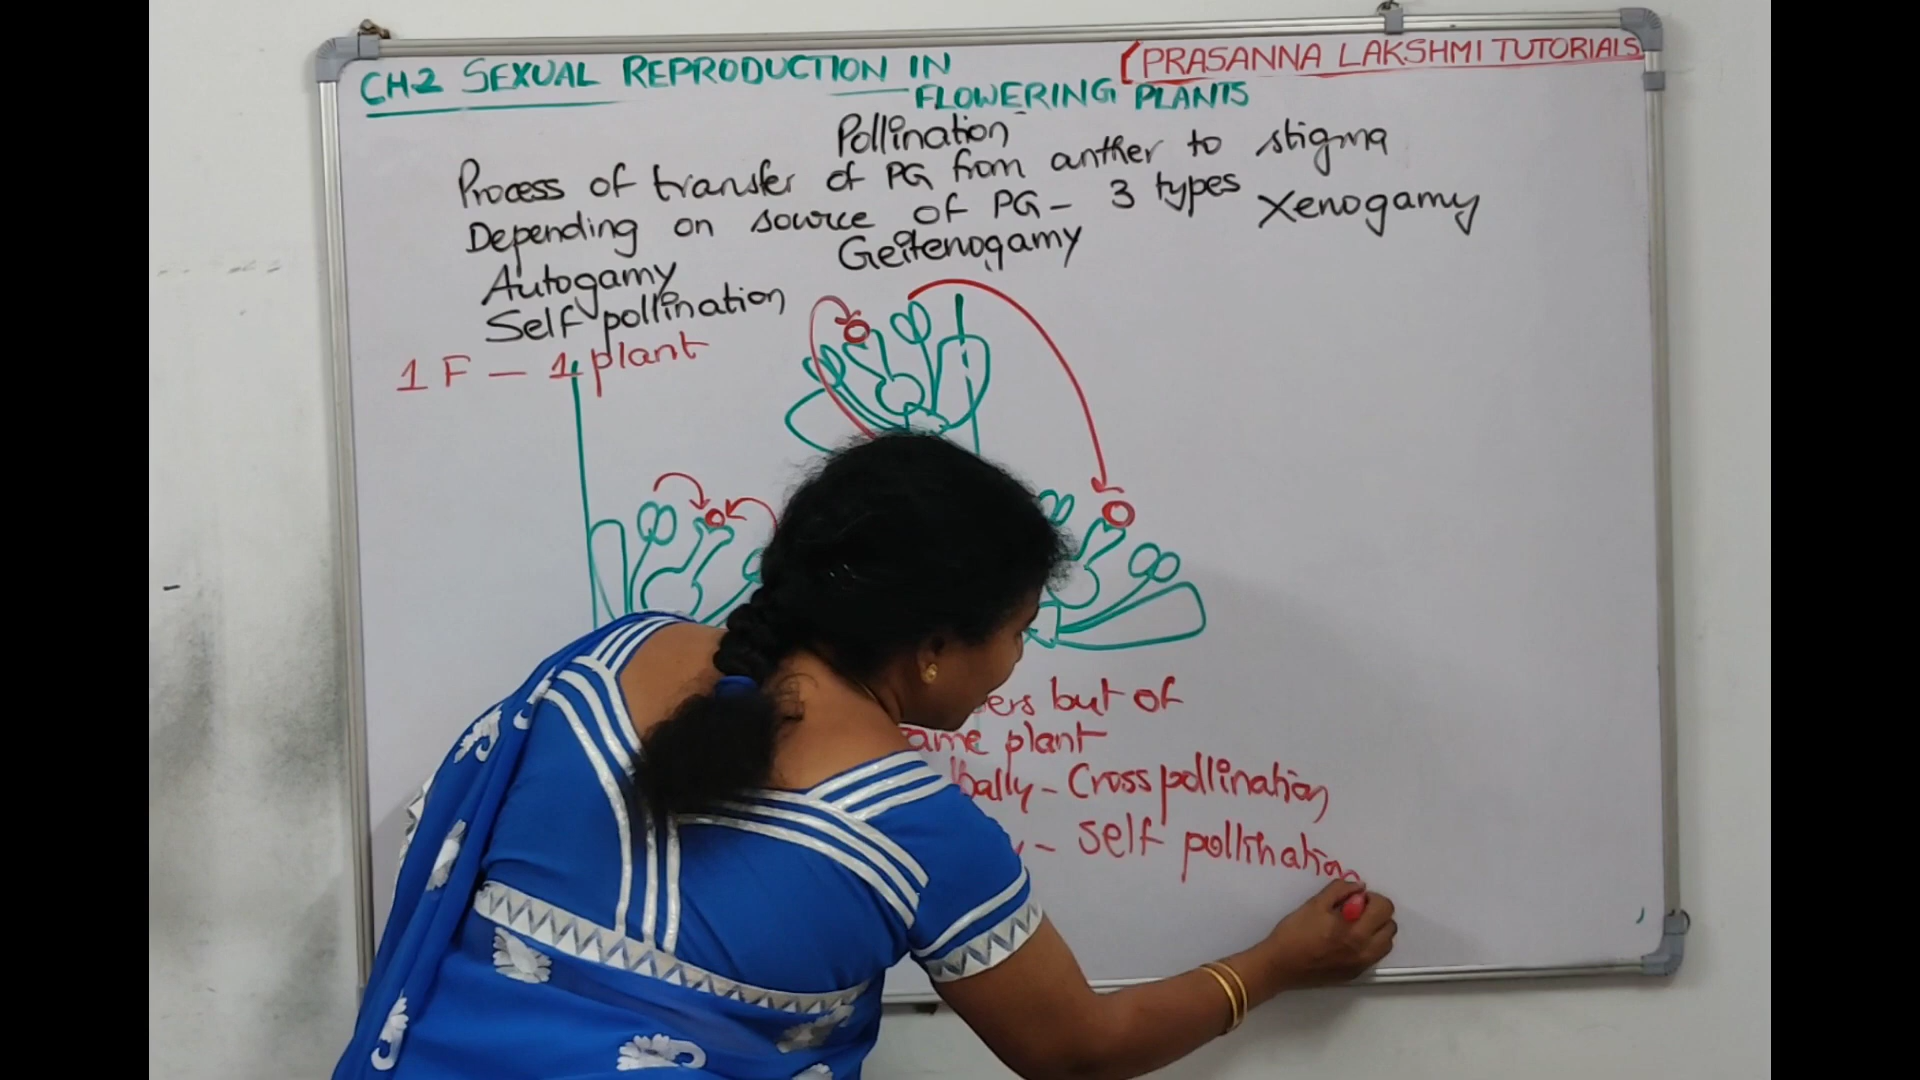 CH-2 SEXUAL REPRODUCTION IN
FLOWERING PLANTS
(PRASANNA LAKSHMI TUTORIALS
Pollination
Process of transfer of PG from anther to stigma
Depending on source of PG - 3 types
Autogamy
Geitenogamy
Xenogamy
Self pollination
1 F - 1 plant
but of
plant
- Cross pollination
- Self pollination